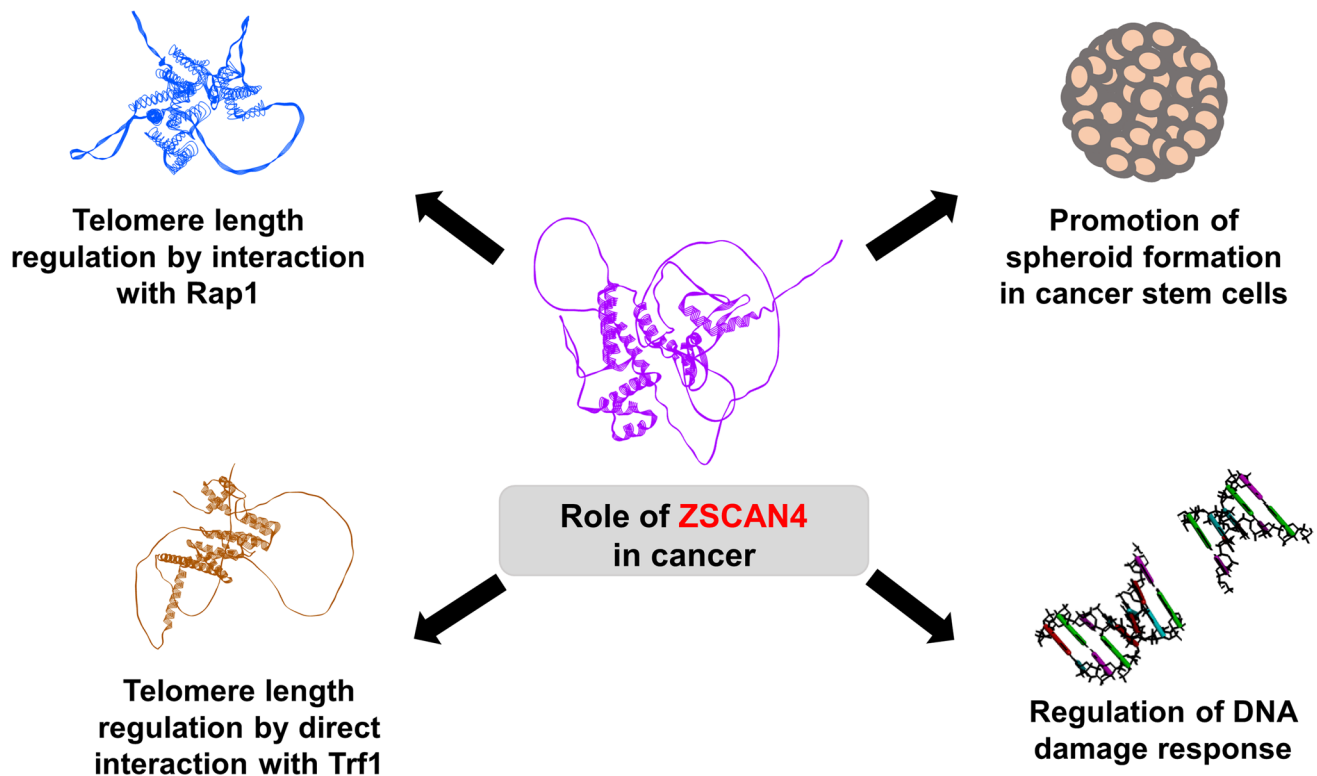 Telomere length
regulation by interaction
with Rap1
Promotion of
spheroid formation
in cancer stem cells
Role of ZSCAN4
in cancer
Telomere length
regulation by direct
interaction with Trf1
Regulation of DNA
damage response